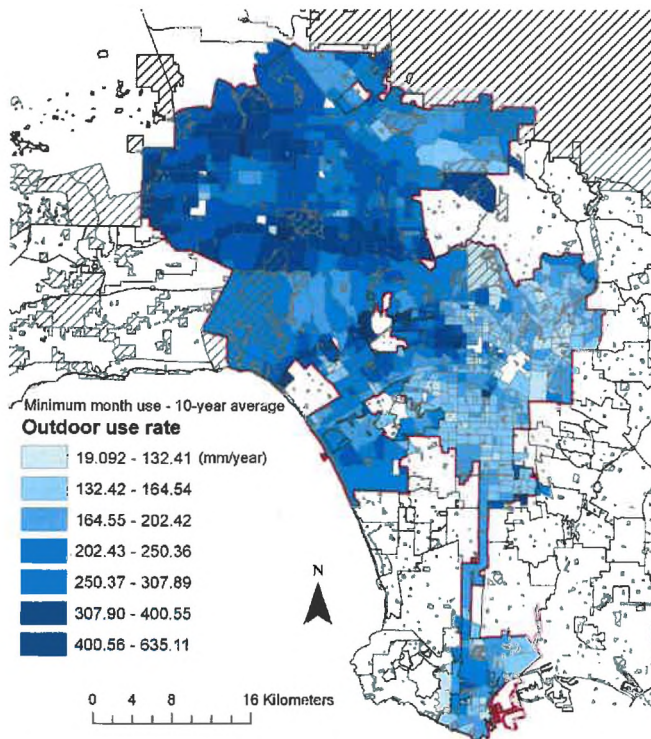 Minimum month use - 10-year average
Outdoor use rate
19.092 - 132.41 (mm/year)
132.42 - 164.54
164.55 - 202.42
202.43 - 250.36
250.37 - 307.89
307.90 - 400.55
400.56 - 635.11
N
0 4 8 16 Kilometers